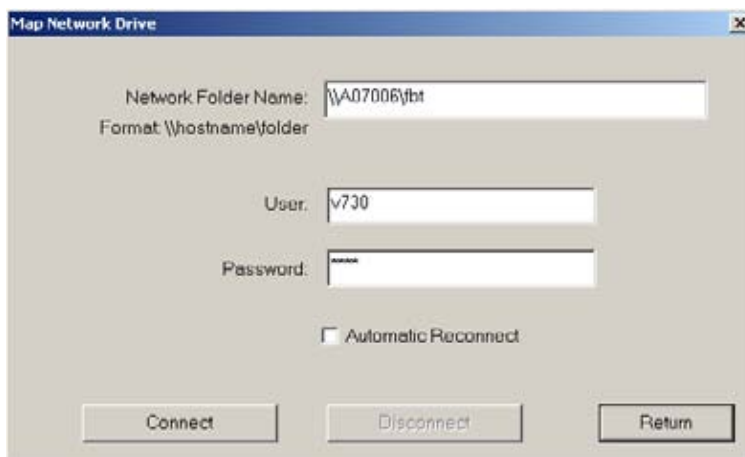 Map Network Drive
Network Folder Name: \\A07006\fbt
Format: \\hostname\folder
User: v730
Password: ****
Automatic Reconnect
Connect Disconnect Return